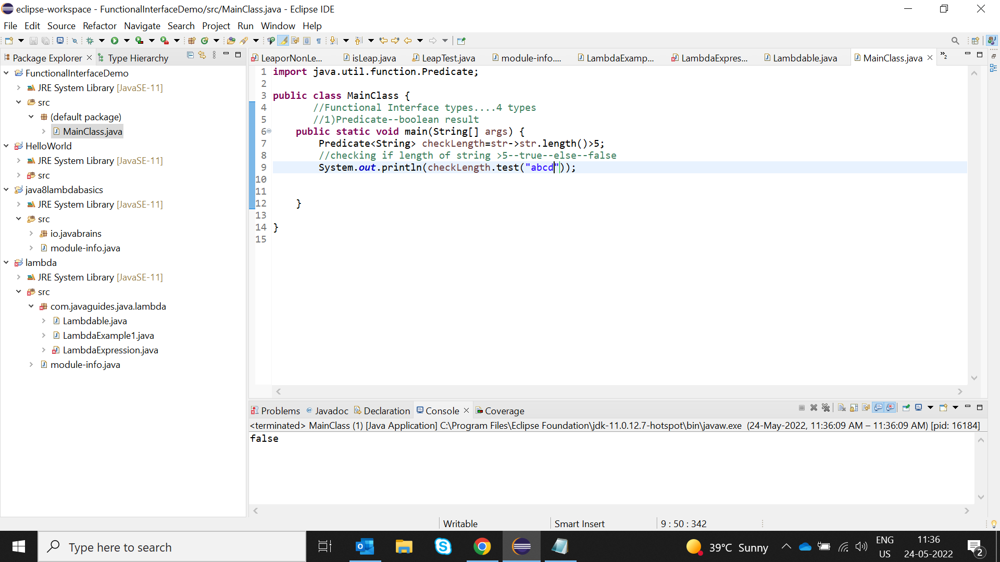 eclipse-workspace - FunctionalInterfaceDemo/src/MainClass.java - Eclipse IDE
File Edit Source Refactor Navigate Search Project Run Window Help
Package Explorer Type Hierarchy
FunctionalInterfaceDemo
JRE System Library [JavaSE-11]
src
(default package)
MainClass.java
HelloWorld
JRE System Library [JavaSE-11]
src
java8lambdabasics
JRE System Library [JavaSE-11]
src
io.javabrains
module-info.java
lambda
JRE System Library [JavaSE-11]
src
com.javaguides.java.lambda
Lambdable.java
LambdaExample1.java
LambdaExpression.java
module-info.java
LeaporNonLe... isLeap.java LeapTest.java module-info.... LambdaExamp... LambdaExpres... Lambdable.java MainClass.java »2
1 import java.util.function.Predicate;
2
3 public class MainClass {
4 //Functional Interface types....4 types
5 //1)Predicate--boolean result
6 public static void main(String[] args) {
7 Predicate<String> checkLength=str->str.length()>5;
8 //checking if length of string >5--true--else--false
9 System.out.println(checkLength.test("abcd"));
10
11
12 }
13
14 }
15
Problems @ Javadoc Declaration Console Coverage
<terminated> MainClass (1) [Java Application] C:\Program Files\Eclipse Foundation\jdk-11.0.12.7-hotspot\bin\javaw.exe (24-May-2022, 11:36:09 AM – 11:36:09 AM) [pid: 16184]
false
Writable Smart Insert 9 : 50 : 342
Type here to search
39°C Sunny
ENG
US
11:36
24-05-2022
2